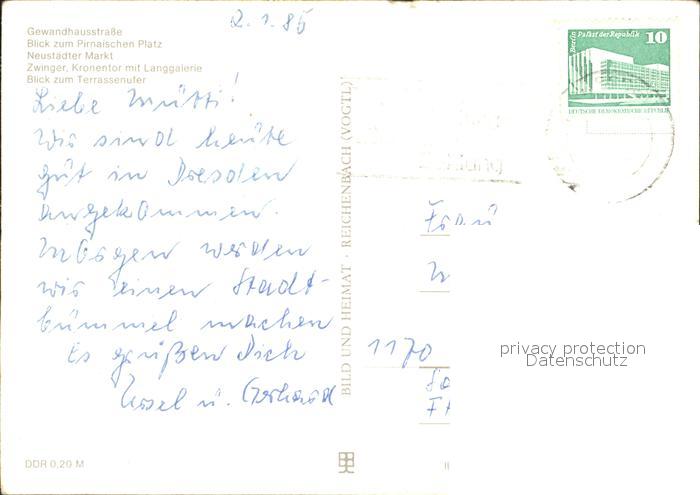 2.1.85
Gewandhausstraße
Blick zum Pirnaischen Platz
Neustädter Markt
Zwinger, Kronentor mit Langgalerie
Blick zum Terrassenufer
Liebe Mutti!
Wir sind heute
gut in Dresden
angekommen.
Morgen werden
wir einen Stadt-
bummel machen
Es grüßen Dich
Ursel u. Gerhard
DDR 0,20 M
BILD UND HEIMAT · REICHENBACH (VOGTL)
Berlin Palast der Republik 10
DEUTSCHE DEMOKRATISCHE REPUBLIK
Frau
1170
privacy protection
Datenschutz